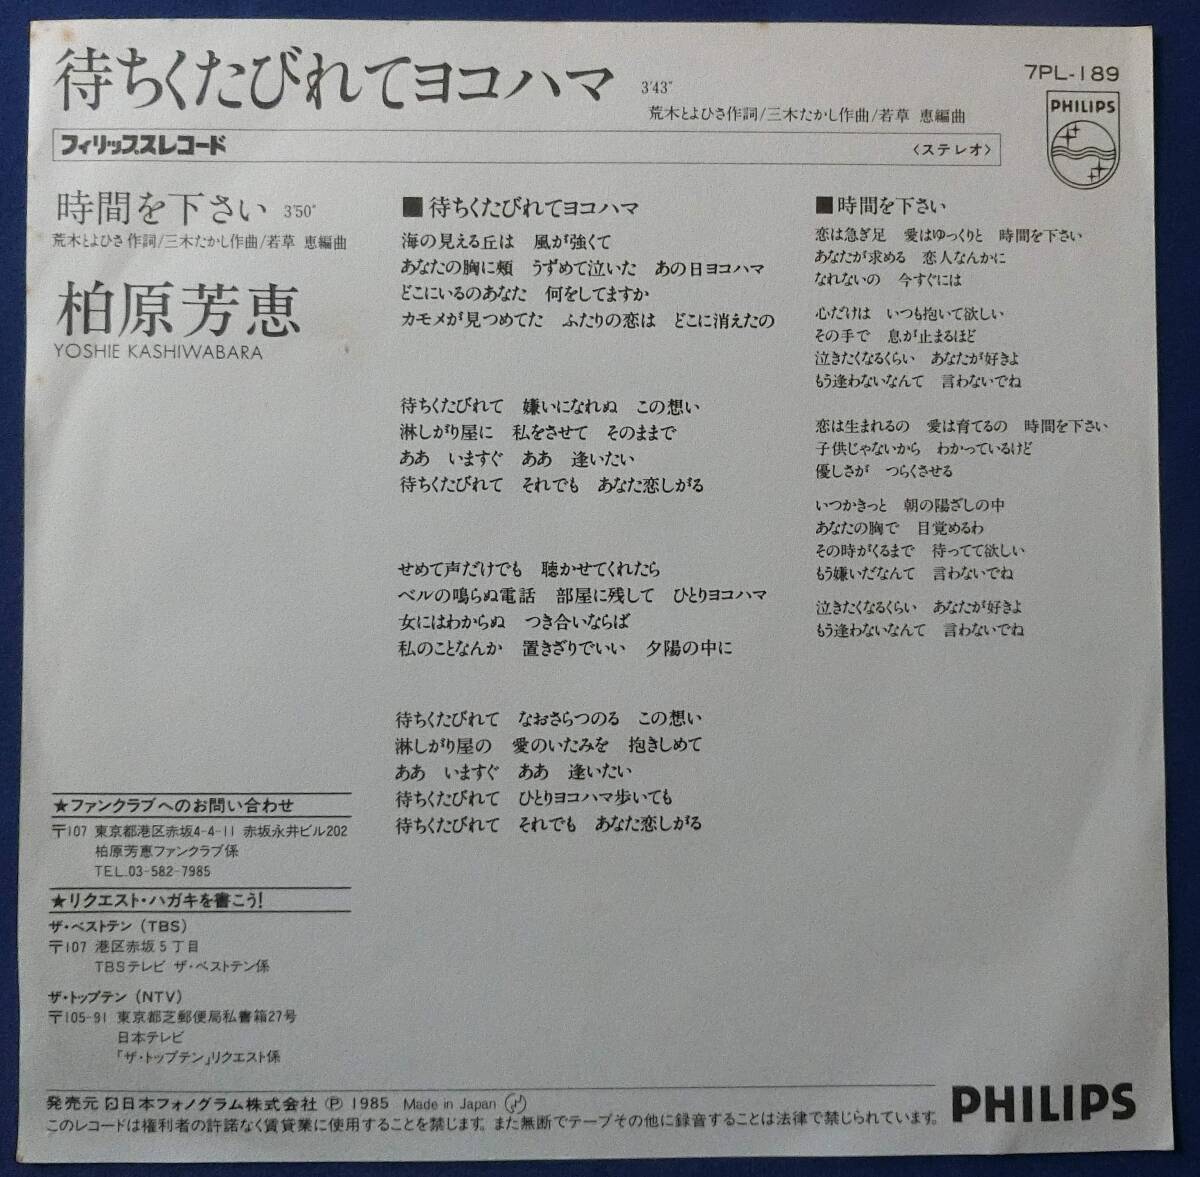 待ちくたびれてヨコハマ 3'43"
荒木とよひさ作詞/三木たかし作曲/若草 恵編曲
7PL-189
PHILIPS
フィリップスレコード
〈ステレオ〉
時間を下さい 3'50"
荒木とよひさ作詞/三木たかし作曲/若草 恵編曲
柏原芳恵
YOSHIE KASHIWABARA
■待ちくたびれてヨコハマ
海の見える丘は 風が強くて
あなたの胸に頬 うずめて泣いた あの日ヨコハマ
どこにいるのあなた 何をしてますか
カモメが見つめてた ふたりの恋は どこに消えたの
待ちくたびれて 嫌いになれぬ この想い
淋しがり屋に 私をさせて そのままで
ああ いますぐ ああ 逢いたい
待ちくたびれて それでも あなた恋しがる
せめて声だけでも 聴かせてくれたら
ベルの鳴らぬ電話 部屋に残して ひとりヨコハマ
女にはわからぬ つき合いならば
私のことなんか 置きざりでいい 夕陽の中に
待ちくたびれて なおさらつのる この想い
淋しがり屋の 愛のいたみを 抱きしめて
ああ いますぐ ああ 逢いたい
待ちくたびれて ひとりヨコハマ歩いても
待ちくたびれて それでも あなた恋しがる
■時間を下さい
恋は急ぎ足 愛はゆっくりと 時間を下さい
あなたが求める 恋人なんかに
なれないの 今すぐには
心だけは いつも抱いて欲しい
その手で 息が止まるほど
泣きたくなるくらい あなたが好きよ
もう逢わないなんて 言わないでね
恋は生まれるの 愛は育てるの 時間を下さい
子供じゃないから わかっているけど
優しさが つらくさせる
いつかきっと 朝の陽ざしの中
あなたの胸で 目覚めるわ
その時がくるまで 待ってて欲しい
もう嫌いだなんて 言わないでね
泣きたくなるくらい あなたが好きよ
もう逢わないなんて 言わないでね
★ファンクラブへのお問い合わせ
〒107 東京都港区赤坂4-4-11 赤坂永井ビル202
柏原芳恵ファンクラブ係
TEL.03-582-7985
★リクエスト・ハガキを書こう!
ザ・ベストテン(TBS)
〒107 港区赤坂5丁目
TBSテレビ ザ・ベストテン係
ザ・トップテン(NTV)
〒105-91 東京都芝郵便局私書箱27号
日本テレビ
「ザ・トップテン」リクエスト係
発売元 日本フォノグラム株式会社 Ⓟ 1985 Made in Japan
このレコードは権利者の許諾なく賃貸業に使用することを禁じます。また無断でテープその他に録音することは法律で禁じられています。
PHILIPS